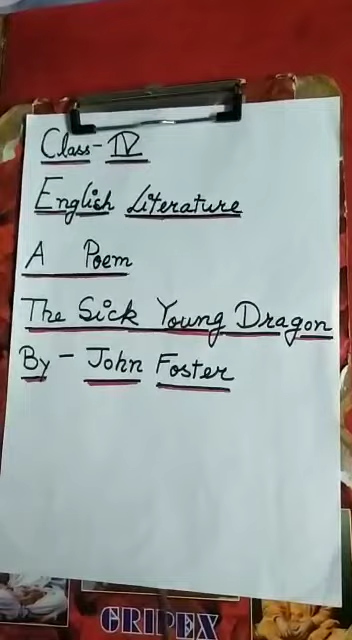 Class-IV
English Literature
A Poem
The Sick Young Dragon
By - John Foster
GRIPEX